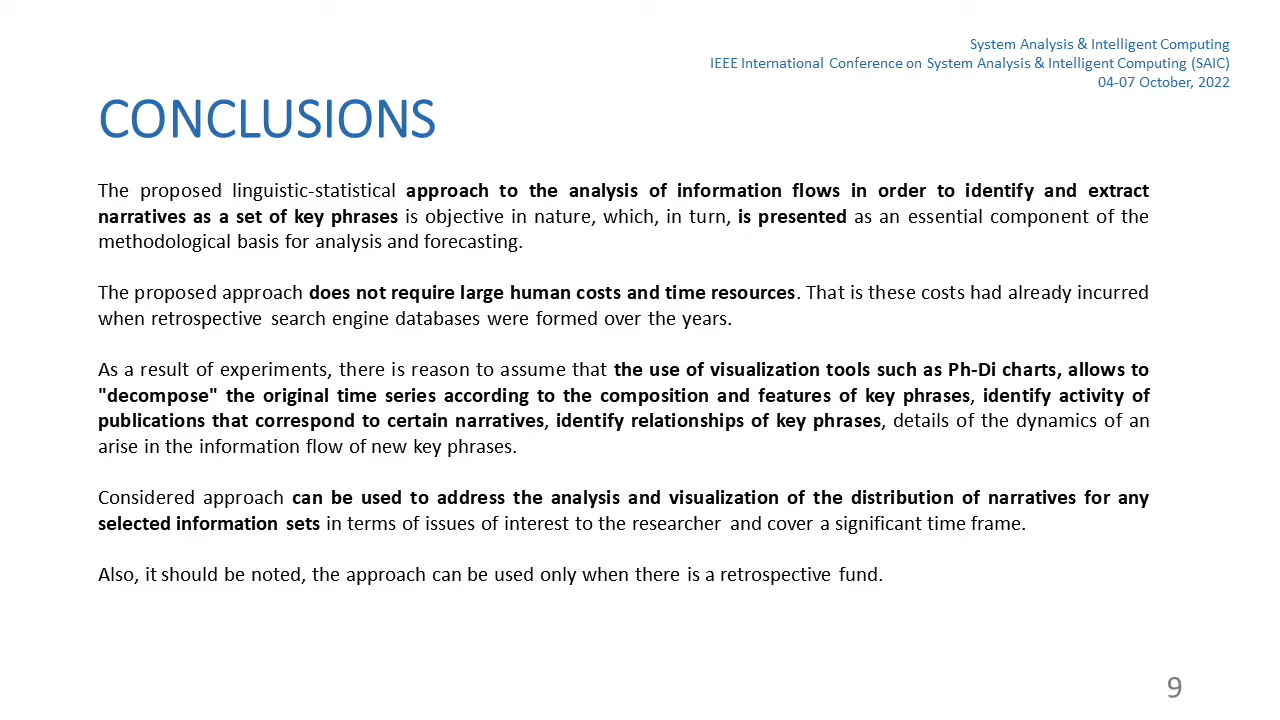 System Analysis & Intelligent Computing
IEEE International Conference on System Analysis & Intelligent Computing (SAIC)
04-07 October, 2022
CONCLUSIONS
The proposed linguistic-statistical approach to the analysis of information flows in order to identify and extract
narratives as a set of key phrases is objective in nature, which, in turn, is presented as an essential component of the
methodological basis for analysis and forecasting.
The proposed approach does not require large human costs and time resources. That is these costs had already incurred
when retrospective search engine databases were formed over the years.
As a result of experiments, there is reason to assume that the use of visualization tools such as Ph-Di charts, allows to
"decompose" the original time series according to the composition and features of key phrases, identify activity of
publications that correspond to certain narratives, identify relationships of key phrases, details of the dynamics of an
arise in the information flow of new key phrases.
Considered approach can be used to address the analysis and visualization of the distribution of narratives for any
selected information sets in terms of issues of interest to the researcher and cover a significant time frame.
Also, it should be noted, the approach can be used only when there is a retrospective fund.
9